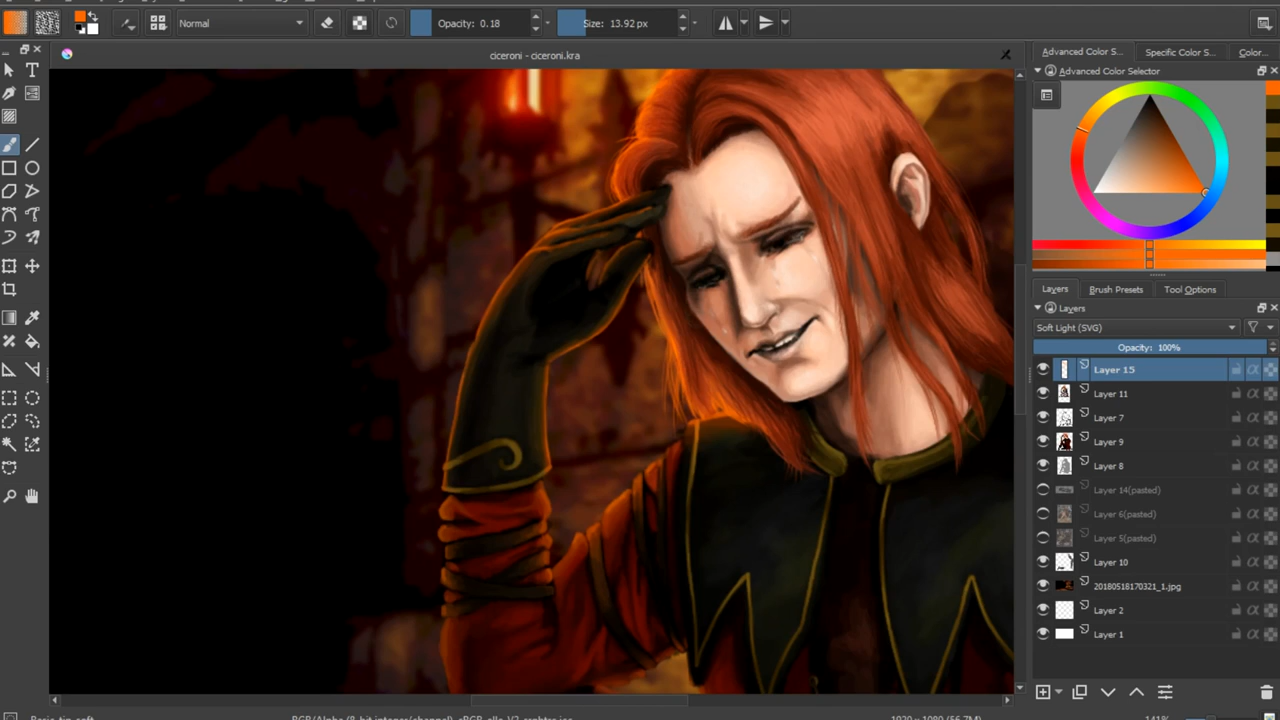 Normal
Opacity: 0.18
Size: 13.92 px
ciceroni - ciceroni.kra
Advanced Color S...
Specific Color S...
Color...
Advanced Color Selector
Layers
Brush Presets
Tool Options
Layers
Soft Light (SVG)
Opacity: 100%
Layer 15
Layer 11
Layer 7
Layer 9
Layer 8
Layer 14(pasted)
Layer 6(pasted)
Layer 5(pasted)
Layer 10
20180518170321_1.jpg
Layer 2
Layer 1